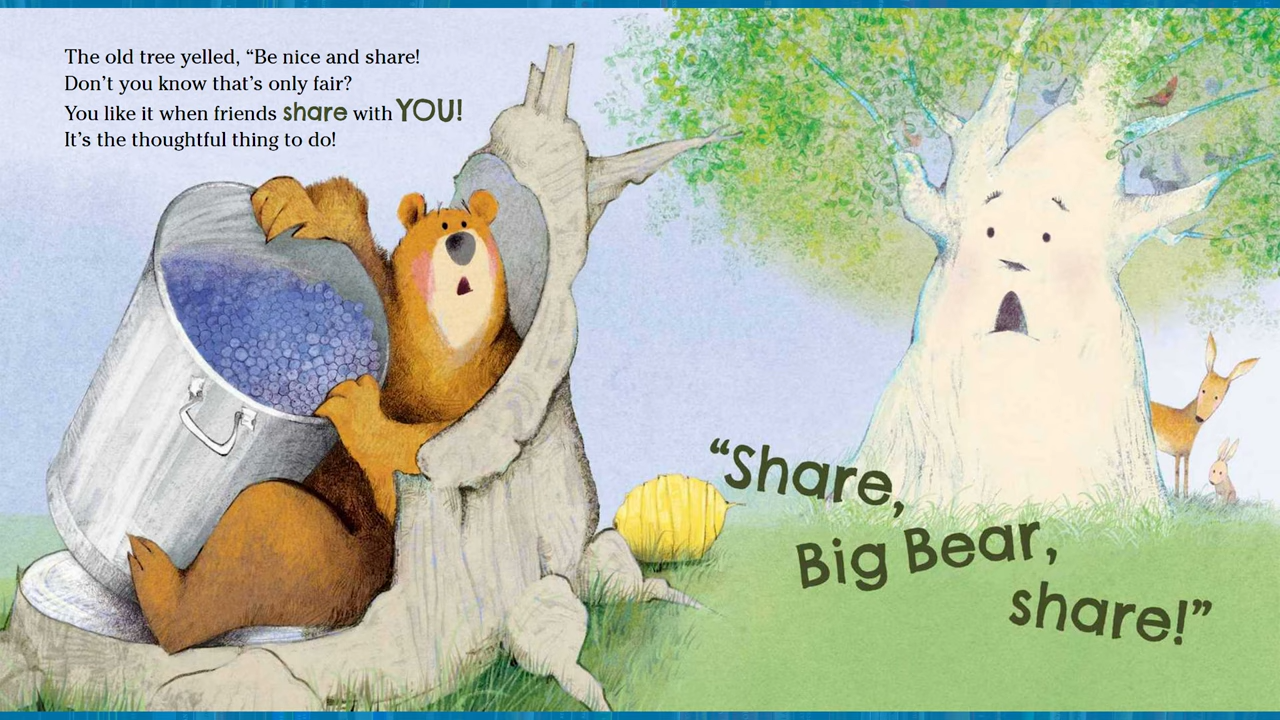 The old tree yelled, “Be nice and share!
Don’t you know that’s only fair?
You like it when friends share with YOU!
It’s the thoughtful thing to do!
“Share,
Big Bear,
share!”